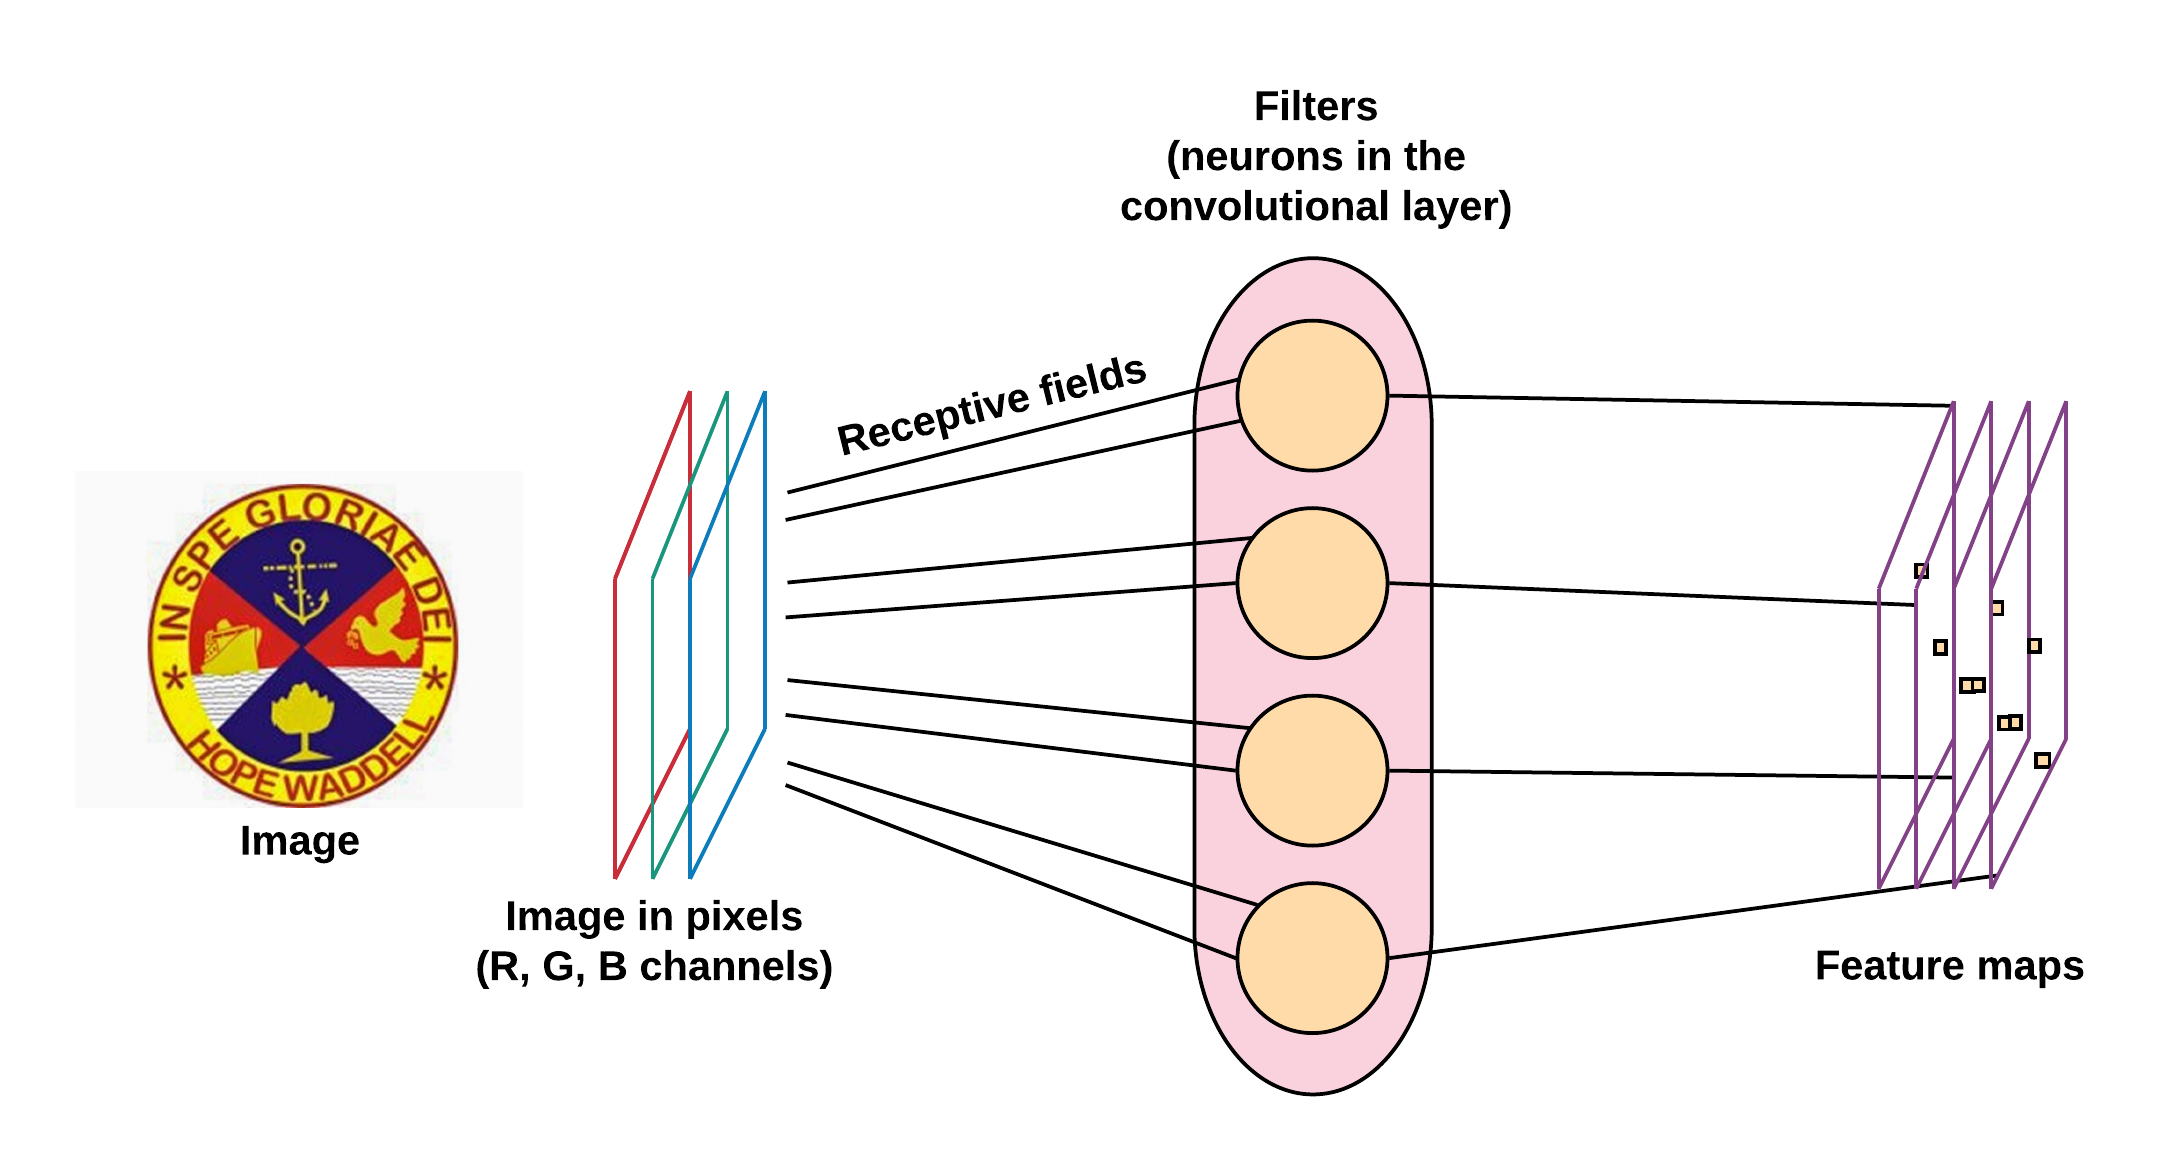 Filters
(neurons in the
convolutional layer)
Receptive fields
IN SPE GLORIAE DEI
* HOPE WADDELL *
Image
Image in pixels
(R, G, B channels)
Feature maps